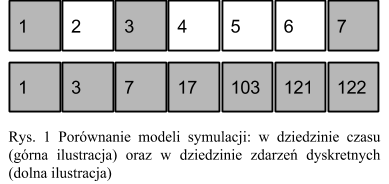 1 2 3 4 5 6 7
1 3 7 17 103 121 122
Rys. 1 Porównanie modeli symulacji: w dziedzinie czasu
(górna ilustracja) oraz w dziedzinie zdarzeń dyskretnych
(dolna ilustracja)